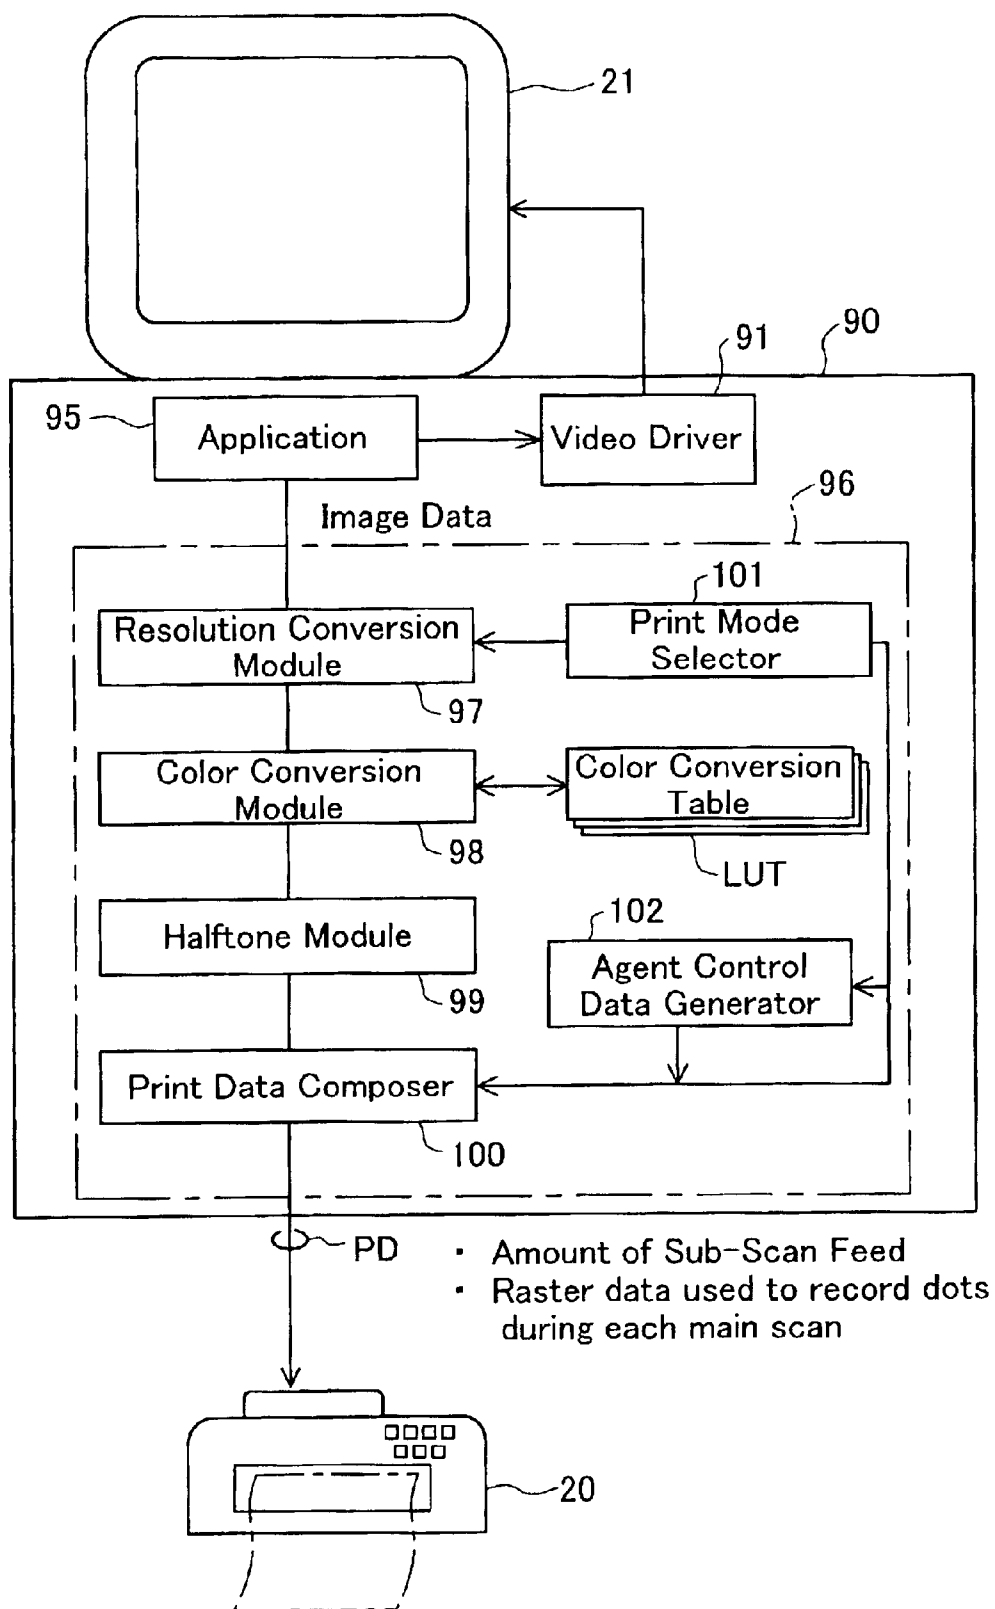 21
90
91
95
Application
Video Driver
96
Image Data
101
Resolution Conversion
Module
Print Mode
Selector
97
Color Conversion
Module
Color Conversion
Table
98
LUT
102
Halftone Module
Agent Control
Data Generator
99
Print Data Composer
100
PD
· Amount of Sub-Scan Feed
· Raster data used to record dots
during each main scan
20